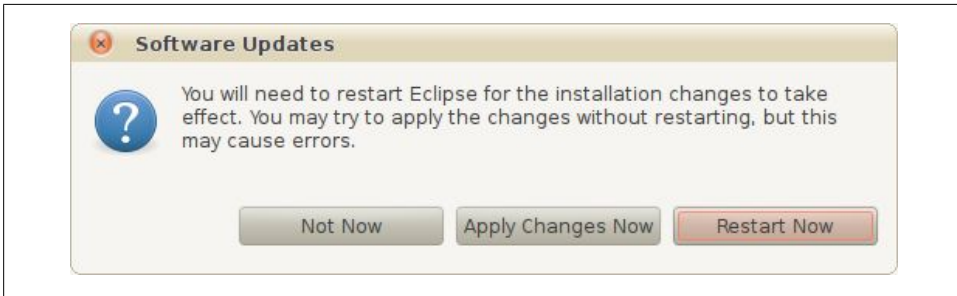 Software Updates
You will need to restart Eclipse for the installation changes to take
effect. You may try to apply the changes without restarting, but this
may cause errors.
Not Now
Apply Changes Now
Restart Now